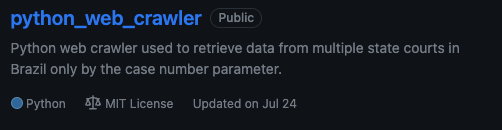 python_web_crawler Public
Python web crawler used to retrieve data from multiple state courts in
Brazil only by the case number parameter.
Python MIT License Updated on Jul 24